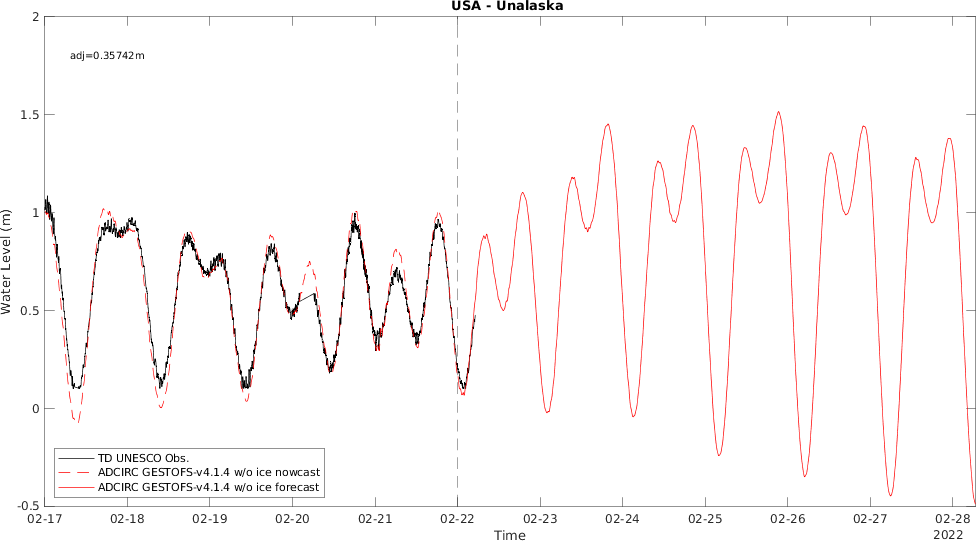 USA - Unalaska
adj=0.35742m
Water Level (m)
2
1.5
1
0.5
0
-0.5
TD UNESCO Obs.
ADCIRC GESTOFS-v4.1.4 w/o ice nowcast
ADCIRC GESTOFS-v4.1.4 w/o ice forecast
02-17 02-18 02-19 02-20 02-21 02-22 02-23 02-24 02-25 02-26 02-27 02-28
Time
2022